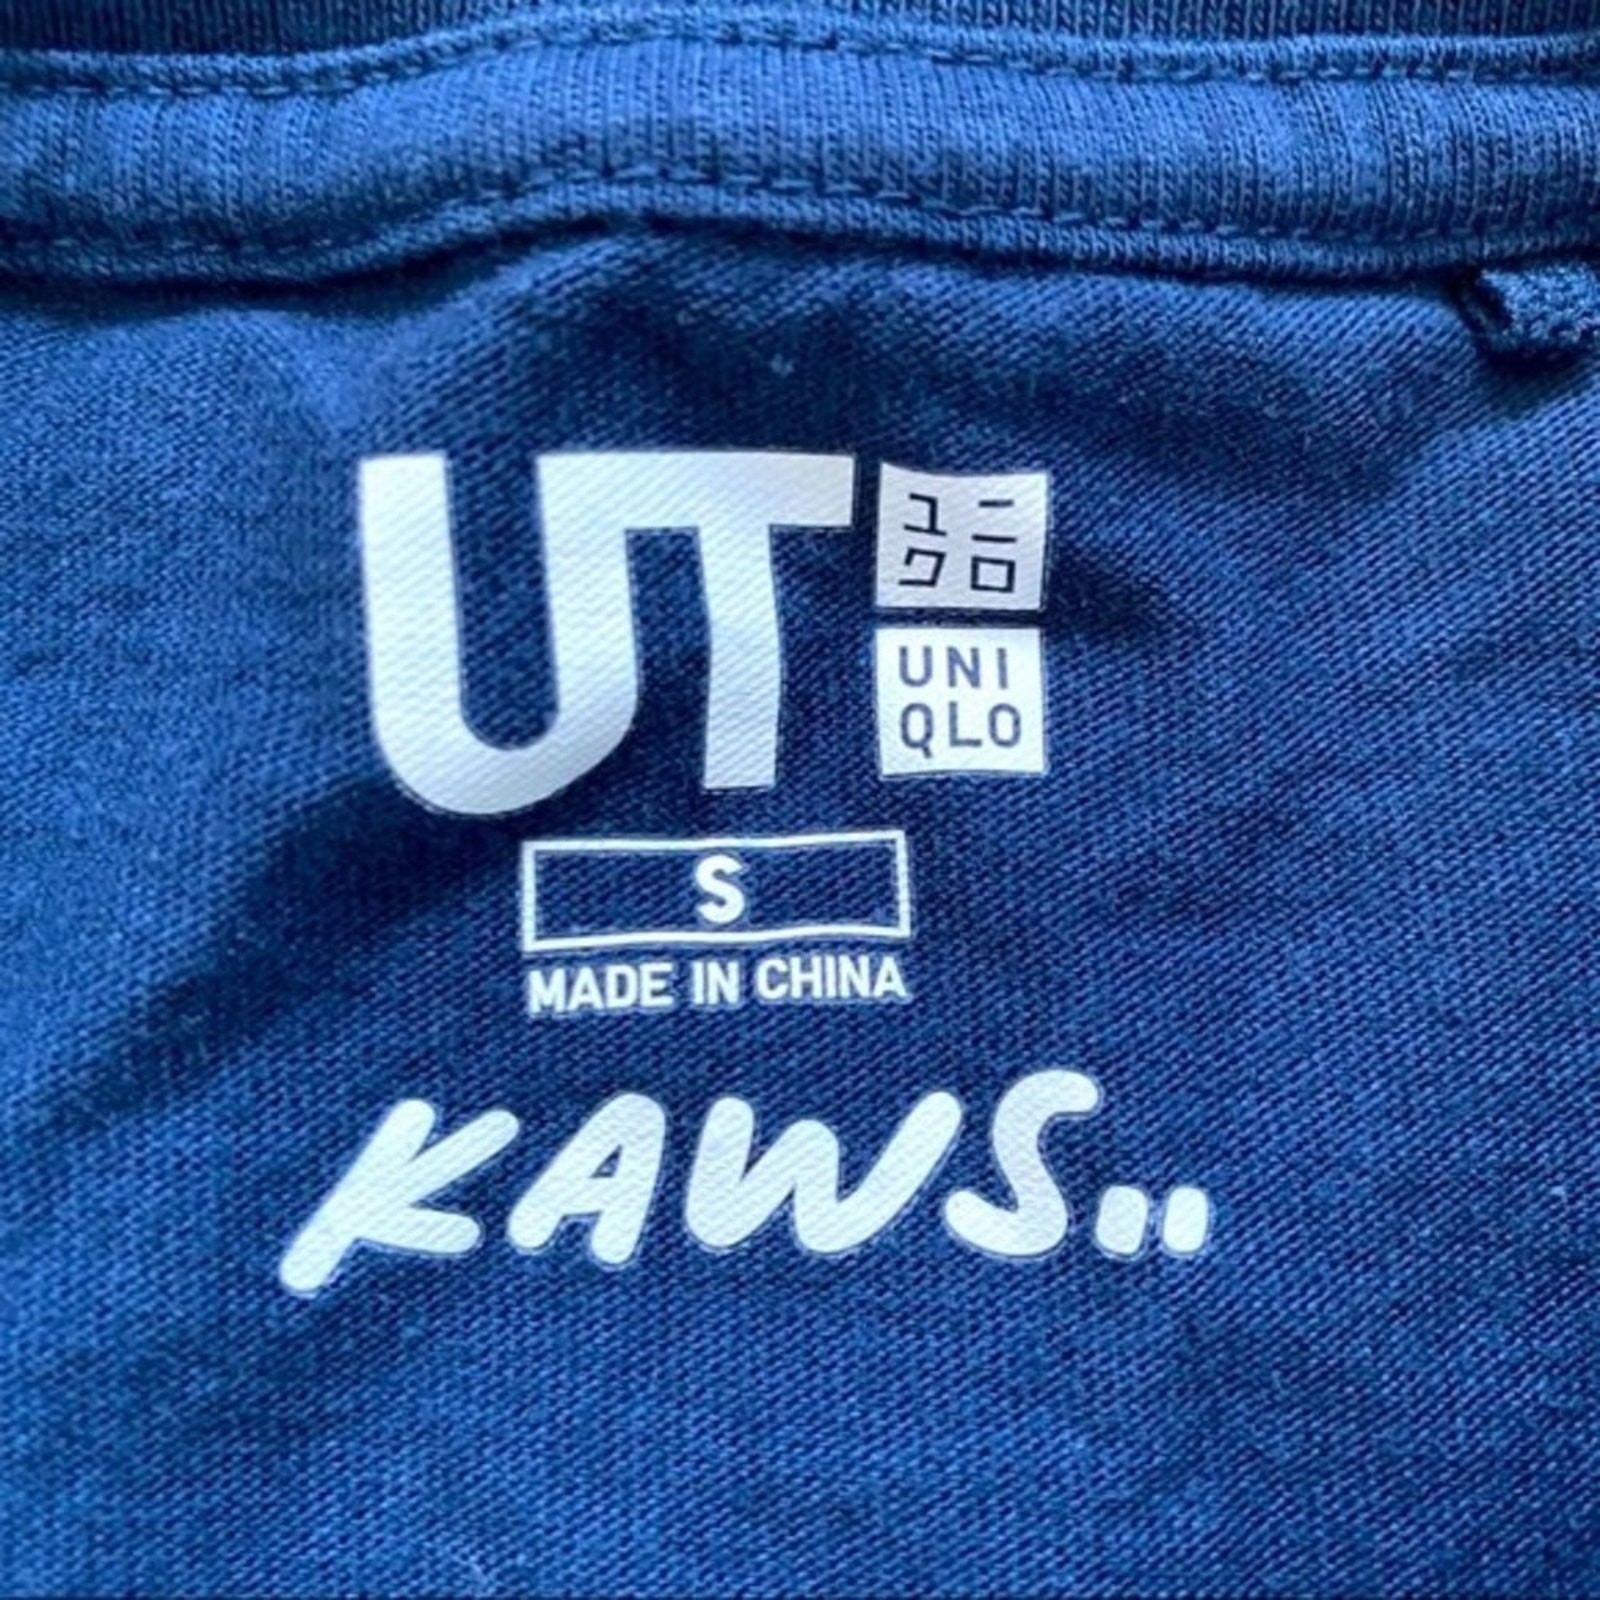 UT
ユニ
クロ
UNI
QLO
S
MADE IN CHINA
KAWS..